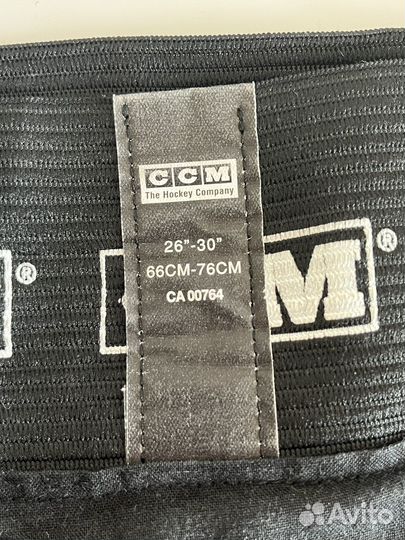 CCM
The Hockey Company
26"-30"
66CM-76CM
CA 00764
®
M®
Avito